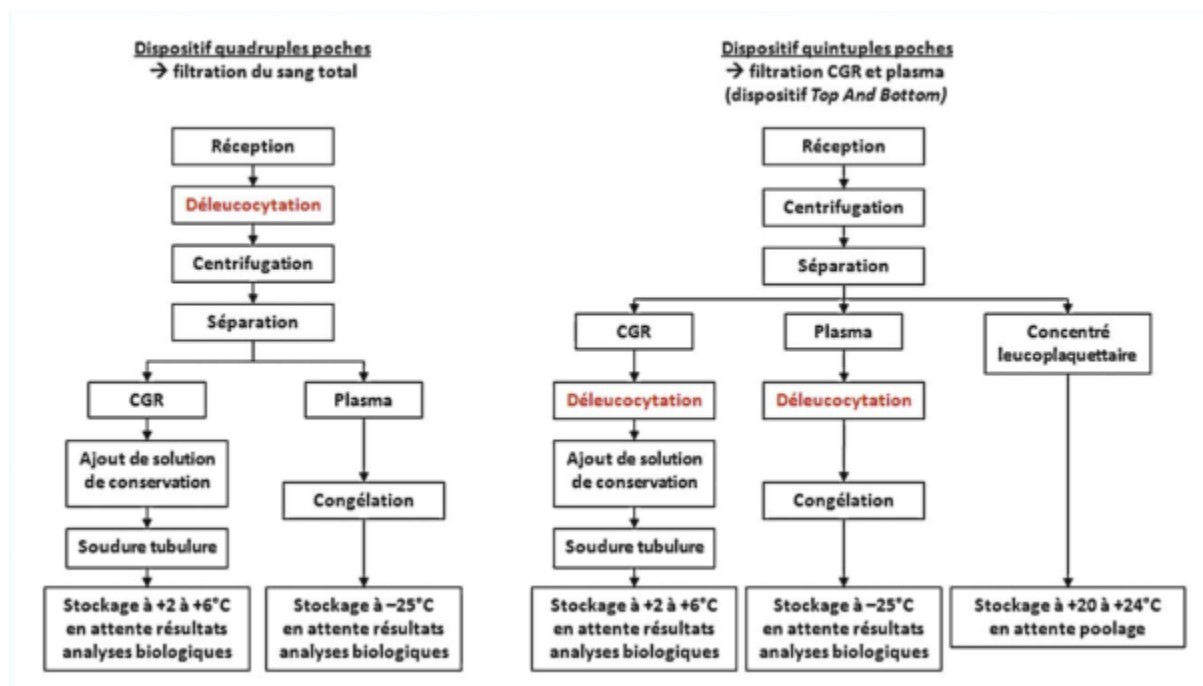 Dispositif quadruples poches
→ filtration du sang total
Réception
Déleucocytation
Centrifugation
Séparation
CGR
Plasma
Ajout de solution
de conservation
Congélation
Soudure tubulure
Stockage à +2 à +6°C
en attente résultats
analyses biologiques
Stockage à –25°C
en attente résultats
analyses biologiques
Dispositif quintuples poches
→ filtration CGR et plasma
(dispositif Top And Bottom)
Réception
Centrifugation
Séparation
CGR
Plasma
Concentré
leucoplaquettaire
Déleucocytation
Déleucocytation
Ajout de solution
de conservation
Congélation
Soudure tubulure
Stockage à +2 à +6°C
en attente résultats
analyses biologiques
Stockage à –25°C
en attente résultats
analyses biologiques
Stockage à +20 à +24°C
en attente poolage